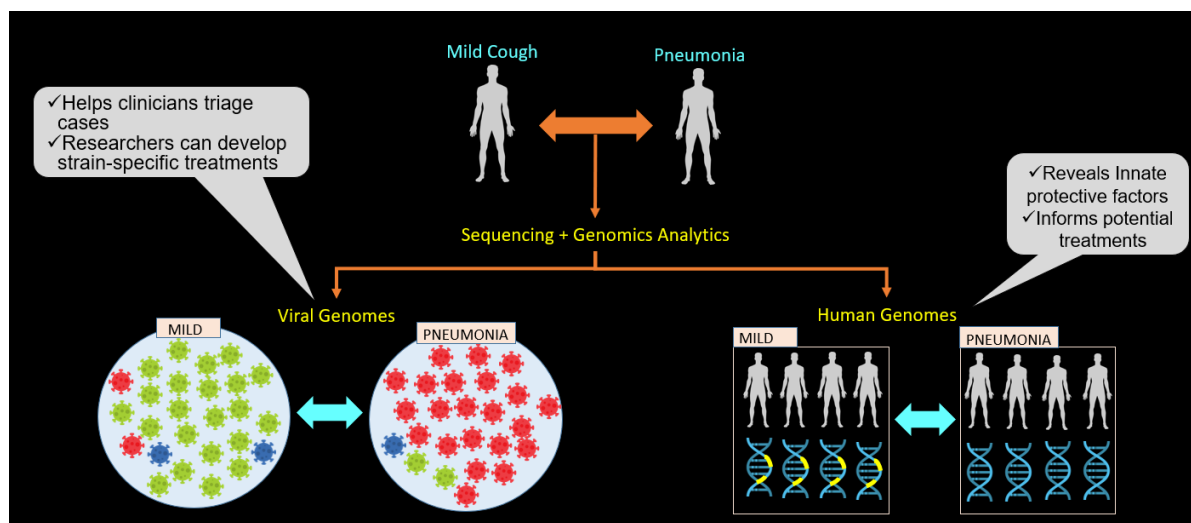 Mild Cough
Pneumonia
✓Helps clinicians triage
cases
✓Researchers can develop
strain-specific treatments
✓Reveals Innate
protective factors
✓Informs potential
treatments
Sequencing + Genomics Analytics
Viral Genomes
Human Genomes
MILD
PNEUMONIA
MILD
PNEUMONIA